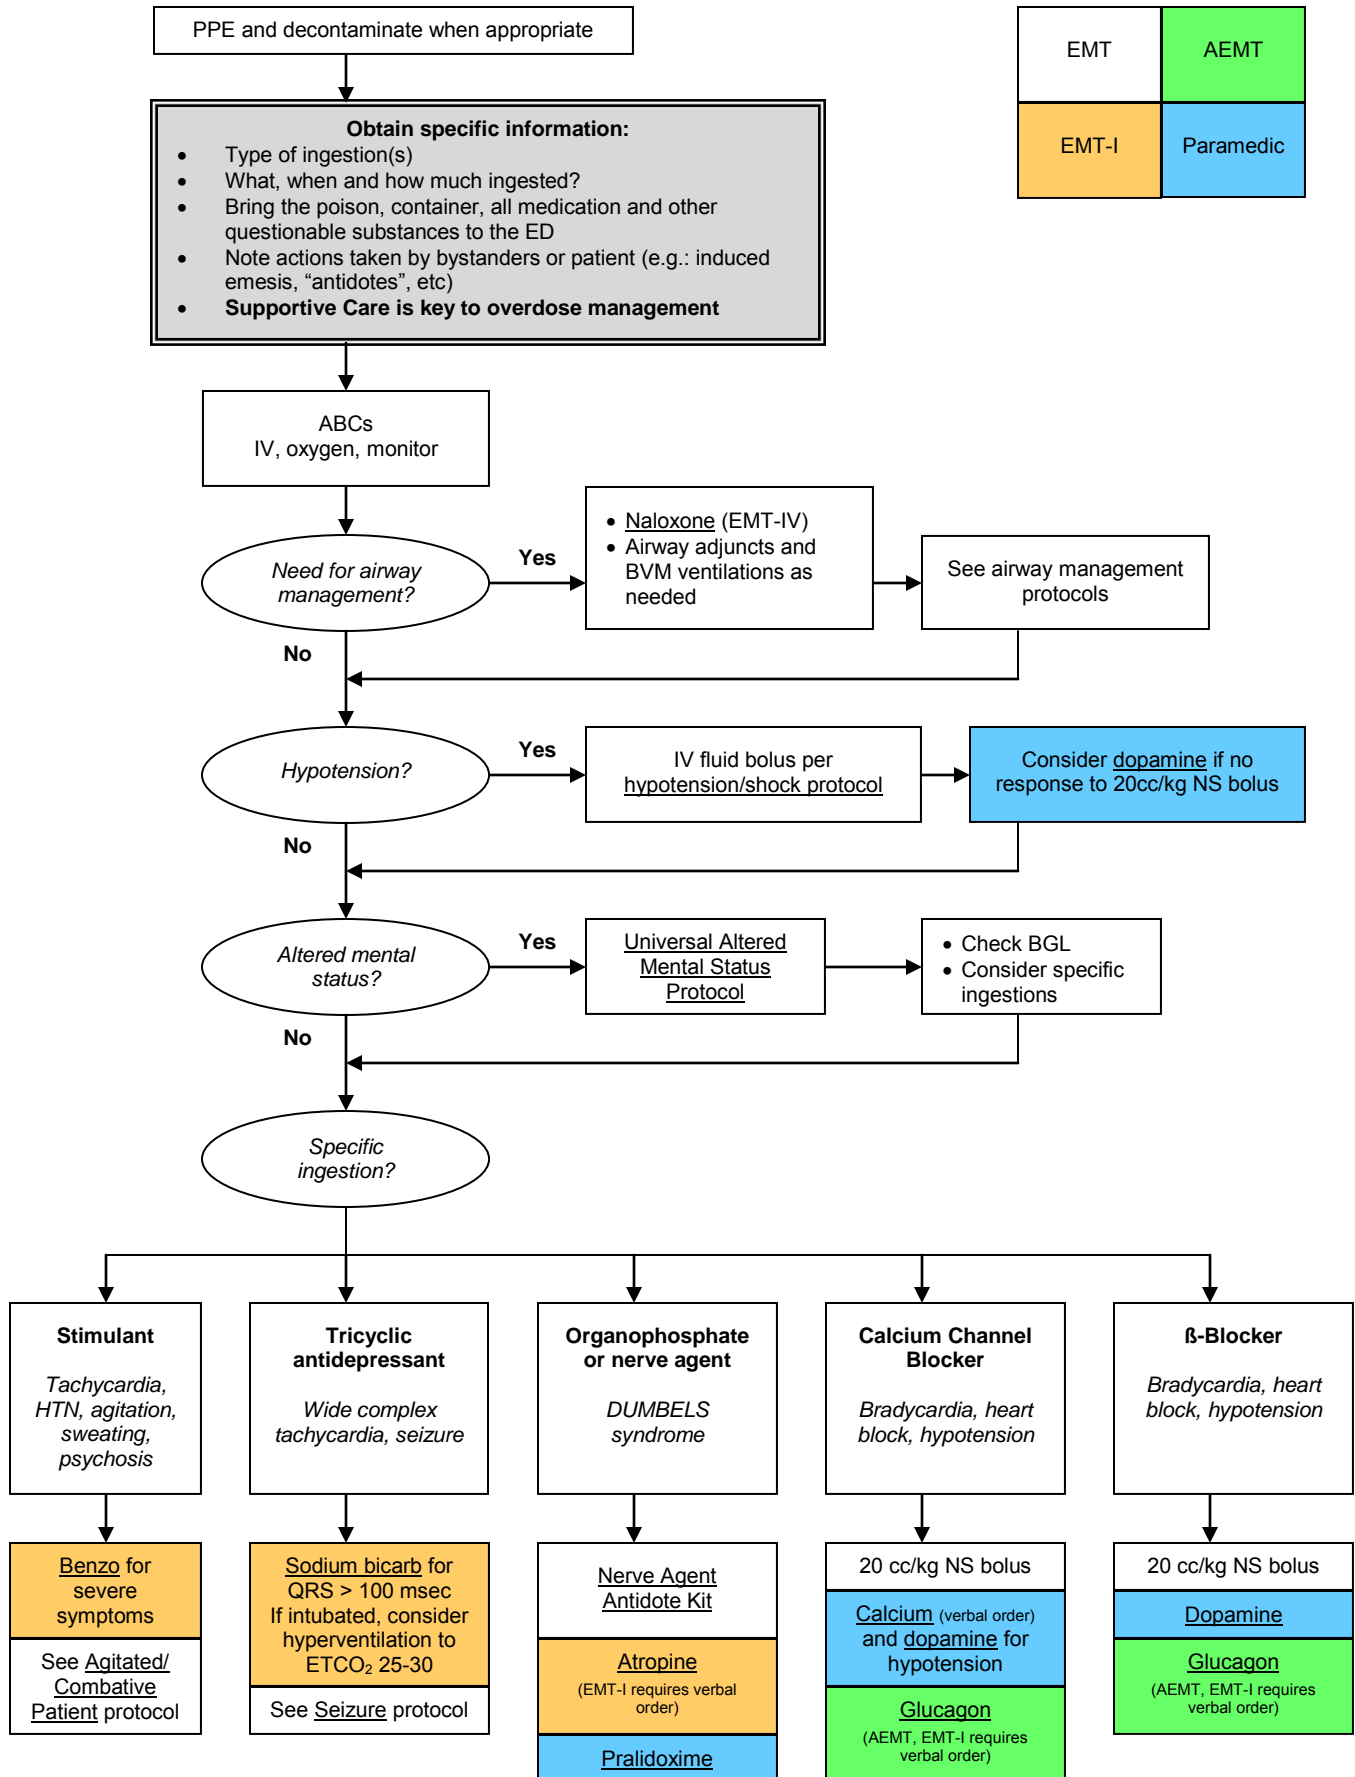 PPE and decontaminate when appropriate
EMT
AEMT
EMT-I
Paramedic
Obtain specific information:
• Type of ingestion(s)
• What, when and how much ingested?
• Bring the poison, container, all medication and other
questionable substances to the ED
• Note actions taken by bystanders or patient (e.g.: induced
emesis, “antidotes”, etc)
• Supportive Care is key to overdose management
ABCs
IV, oxygen, monitor
Need for airway
management?
Yes
• Naloxone (EMT-IV)
• Airway adjuncts and
BVM ventilations as
needed
See airway management
protocols
No
Hypotension?
Yes
IV fluid bolus per
hypotension/shock protocol
Consider dopamine if no
response to 20cc/kg NS bolus
No
Altered mental
status?
Yes
Universal Altered
Mental Status
Protocol
• Check BGL
• Consider specific
ingestions
No
Specific
ingestion?
Stimulant
Tachycardia,
HTN, agitation,
sweating,
psychosis
Benzo for
severe
symptoms
See Agitated/
Combative
Patient protocol
Tricyclic
antidepressant
Wide complex
tachycardia, seizure
Sodium bicarb for
QRS > 100 msec
If intubated, consider
hyperventilation to
ETCO₂ 25-30
See Seizure protocol
Organophosphate
or nerve agent
DUMBELS
syndrome
Nerve Agent
Antidote Kit
Atropine
(EMT-I requires verbal
order)
Pralidoxime
Calcium Channel
Blocker
Bradycardia, heart
block, hypotension
20 cc/kg NS bolus
Calcium (verbal order)
and dopamine for
hypotension
Glucagon
(AEMT, EMT-I requires
verbal order)
ß-Blocker
Bradycardia, heart
block, hypotension
20 cc/kg NS bolus
Dopamine
Glucagon
(AEMT, EMT-I requires
verbal order)